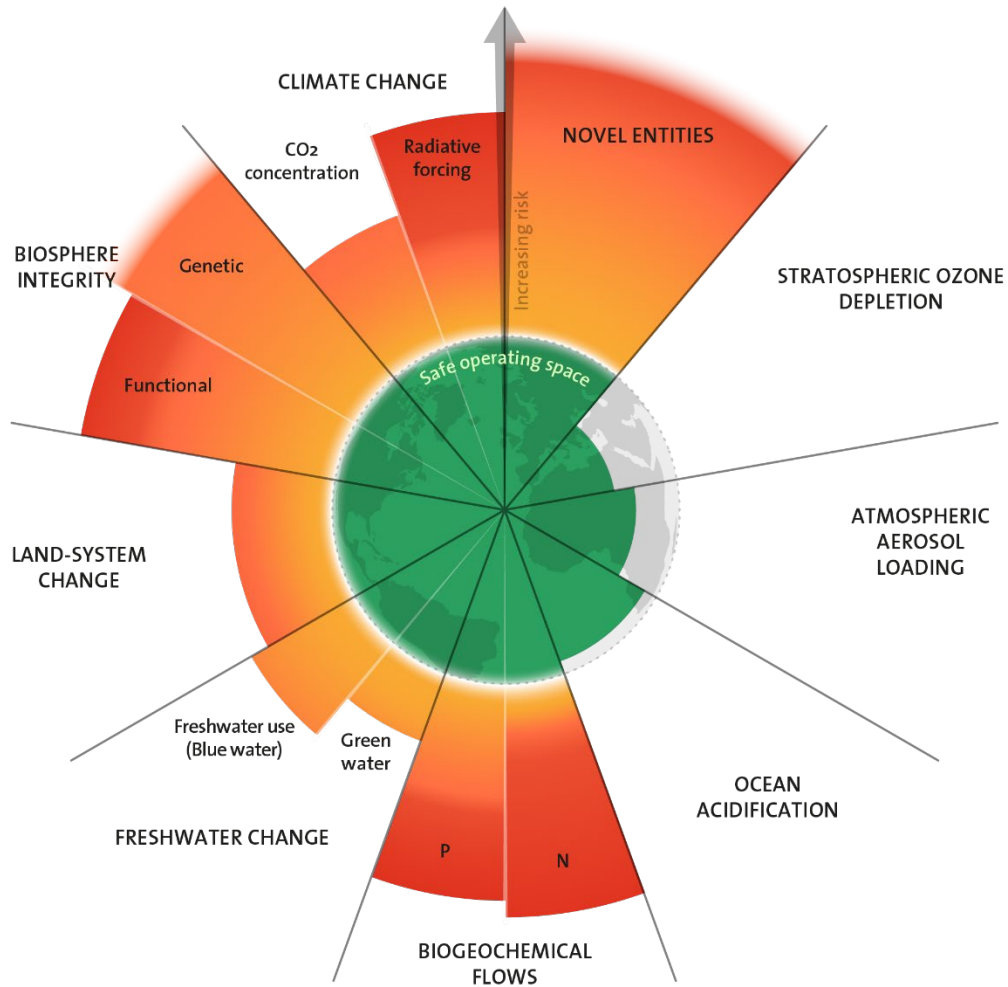 CLIMATE CHANGE
CO2
concentration
Radiative
forcing
NOVEL ENTITIES
Increasing risk
BIOSPHERE
INTEGRITY
Genetic
Functional
STRATOSPHERIC OZONE
DEPLETION
Safe operating space
LAND-SYSTEM
CHANGE
ATMOSPHERIC
AEROSOL
LOADING
Freshwater use
(Blue water)
Green
water
FRESHWATER CHANGE
OCEAN
ACIDIFICATION
P
N
BIOGEOCHEMICAL
FLOWS